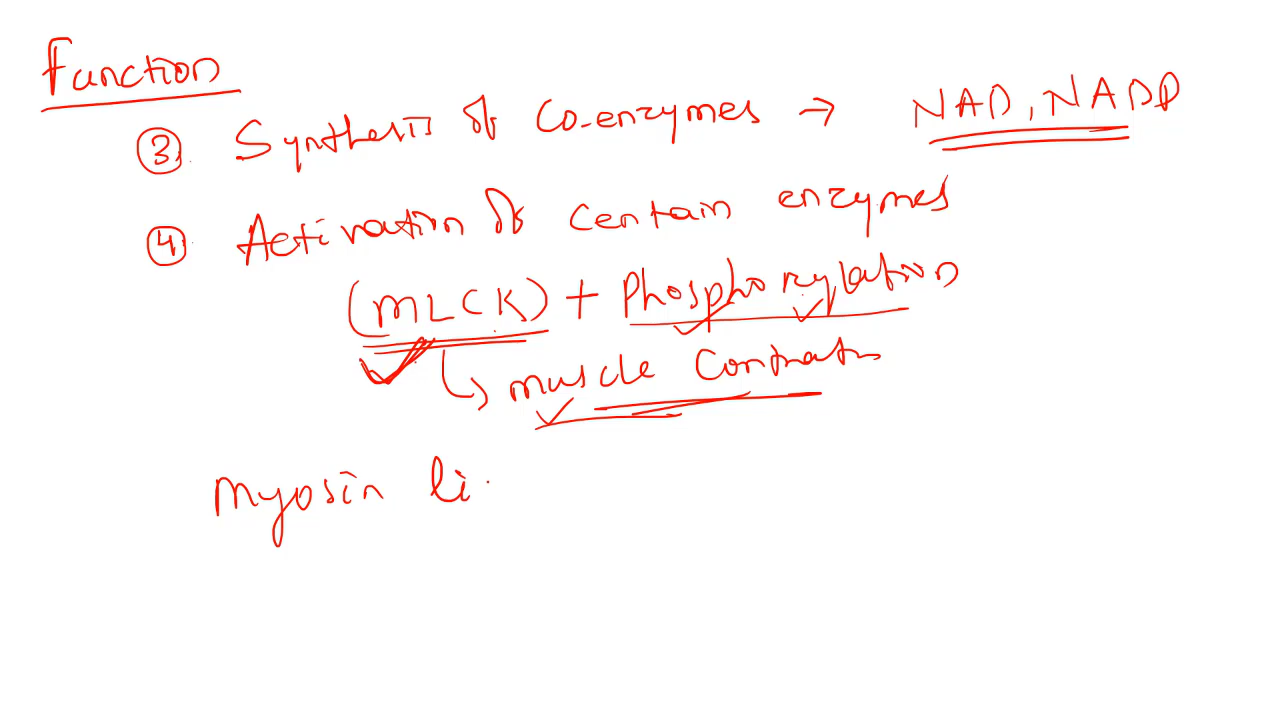 Function
③ Synthesis of Co-enzymes → NAD, NADP
④ Activation of certain enzymes
(MLCK) + Phosphorylation
↳ muscle Contraction
Myosin li